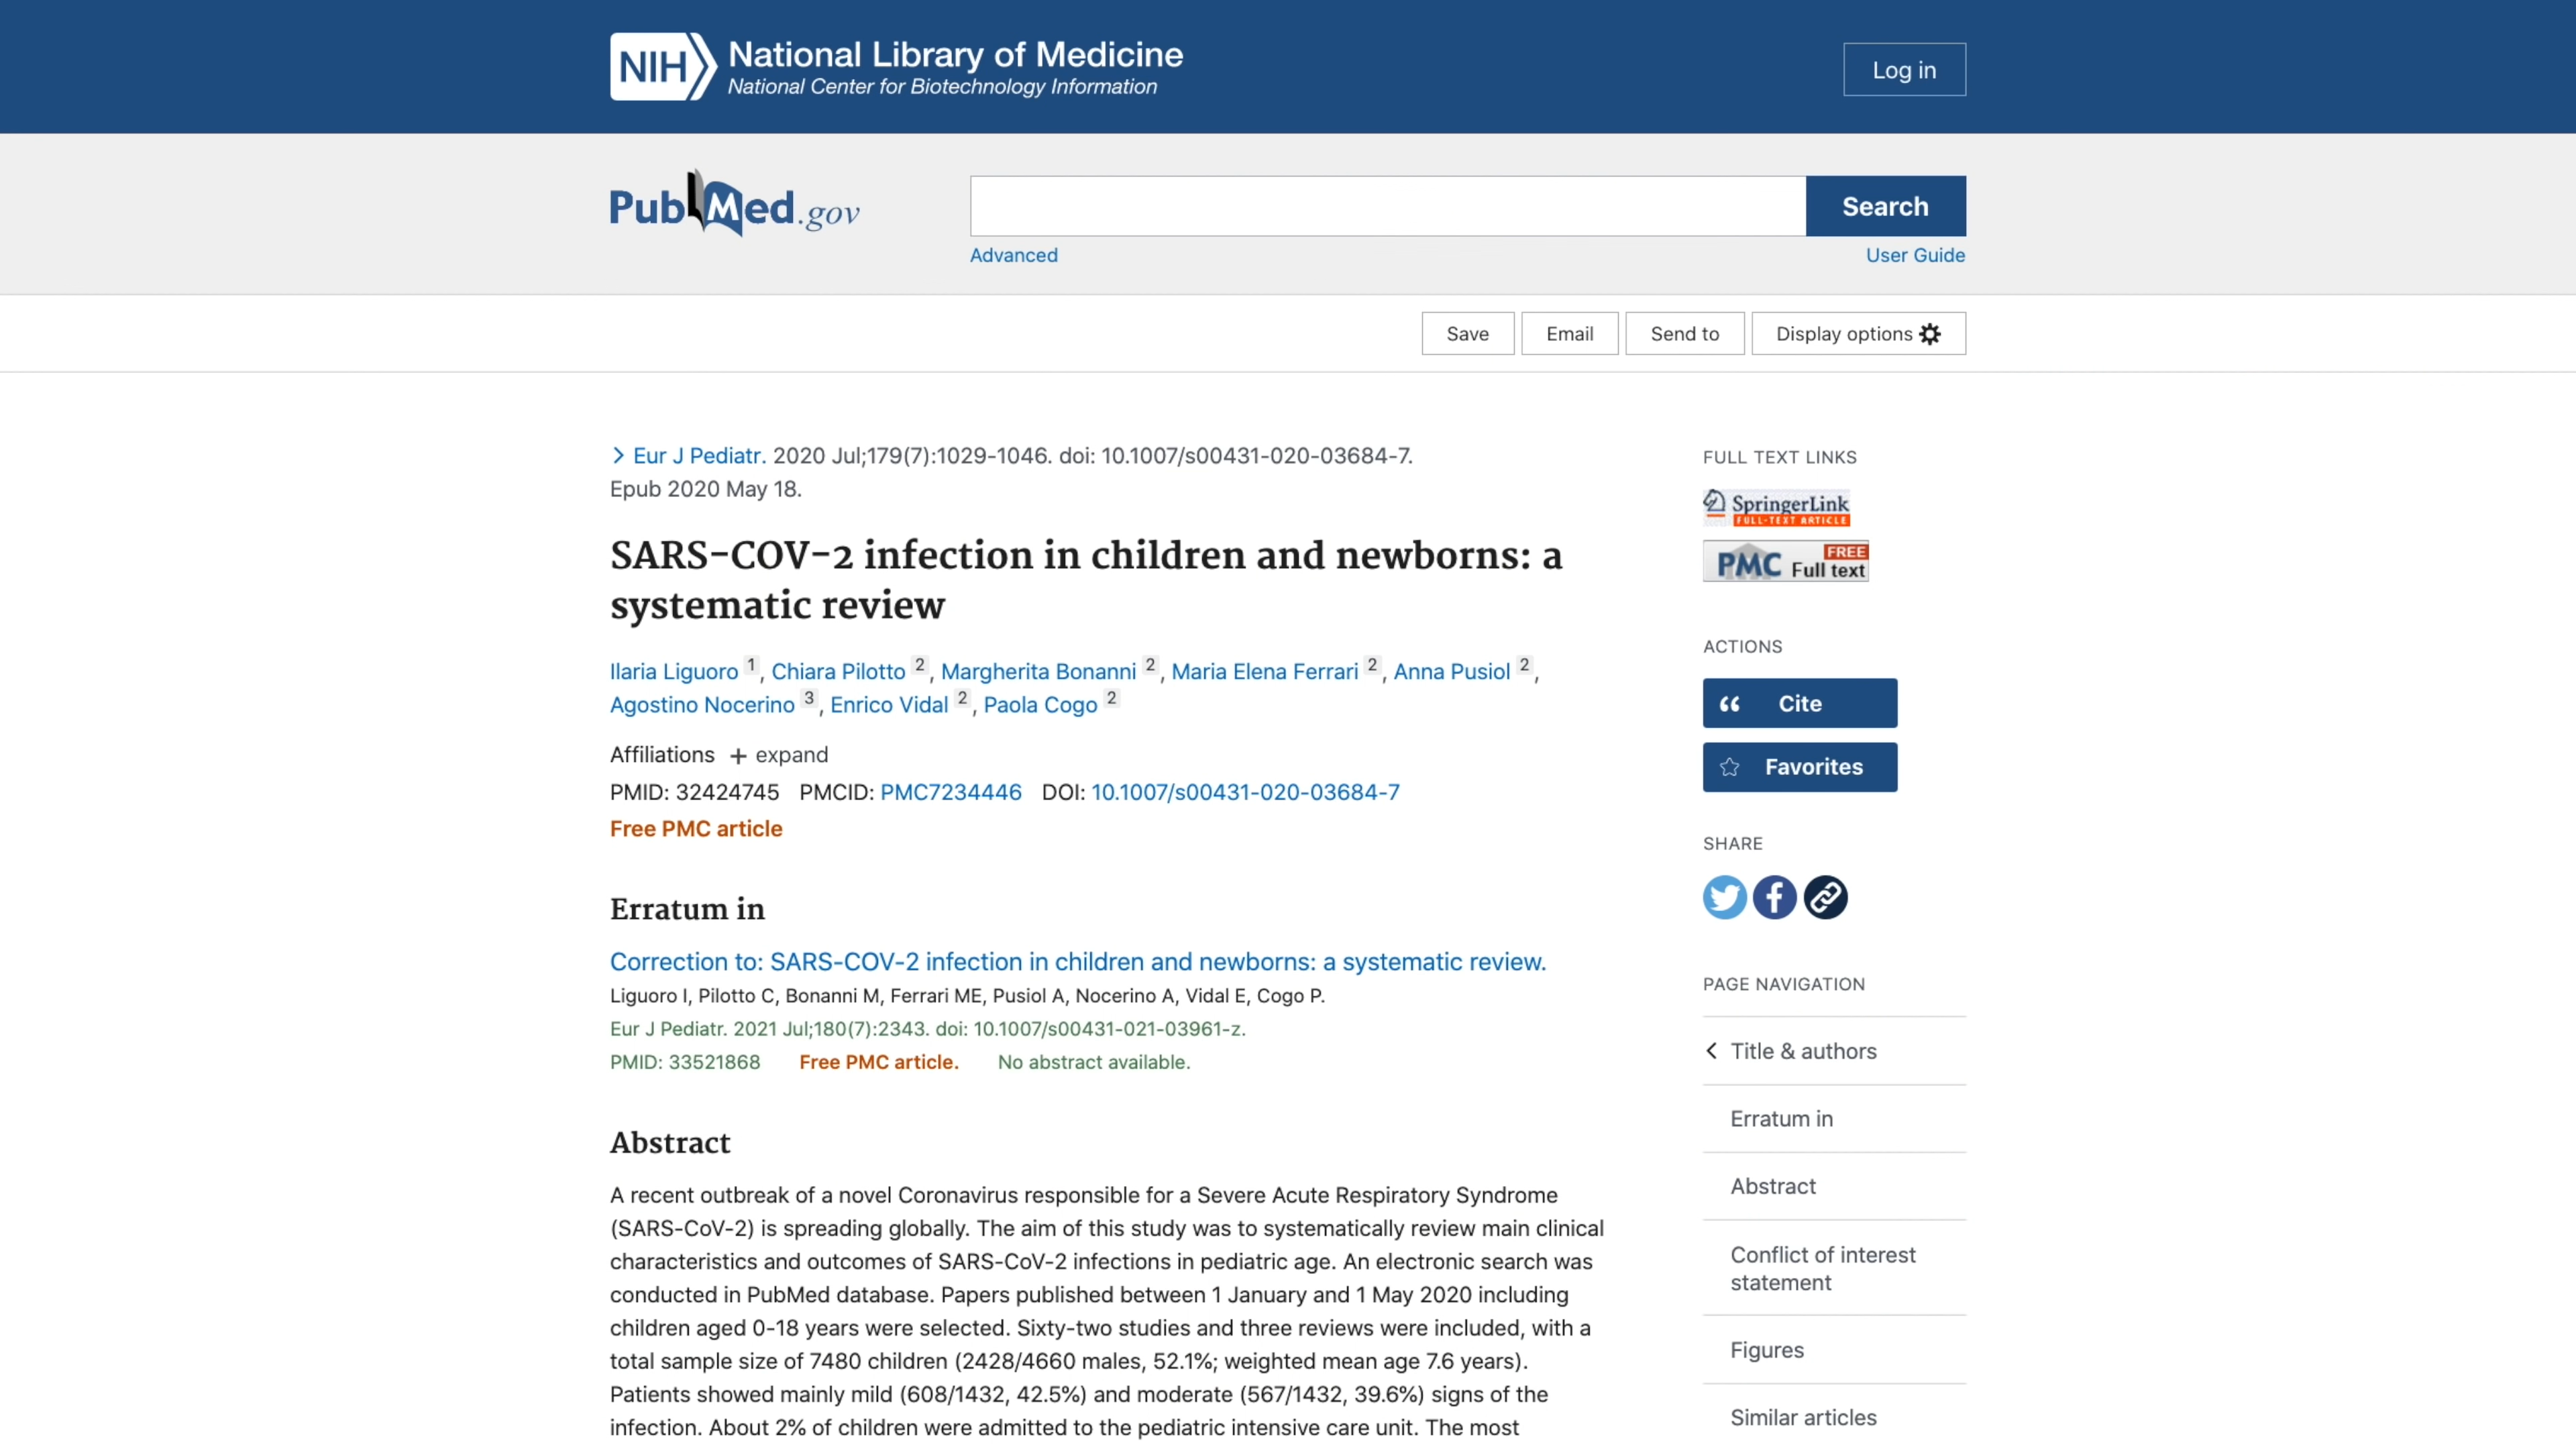 NIH National Library of Medicine
National Center for Biotechnology Information
Log in
PubMed.gov
Search
Advanced
User Guide
Save
Email
Send to
Display options
Eur J Pediatr. 2020 Jul;179(7):1029-1046. doi: 10.1007/s00431-020-03684-7.
Epub 2020 May 18.
SARS-COV-2 infection in children and newborns: a
systematic review
Ilaria Liguoro 1, Chiara Pilotto 2, Margherita Bonanni 2, Maria Elena Ferrari 2, Anna Pusiol 2,
Agostino Nocerino 3, Enrico Vidal 2, Paola Cogo 2
Affiliations + expand
PMID: 32424745 PMCID: PMC7234446 DOI: 10.1007/s00431-020-03684-7
Free PMC article
Erratum in
Correction to: SARS-COV-2 infection in children and newborns: a systematic review.
Liguoro I, Pilotto C, Bonanni M, Ferrari ME, Pusiol A, Nocerino A, Vidal E, Cogo P.
Eur J Pediatr. 2021 Jul;180(7):2343. doi: 10.1007/s00431-021-03961-z.
PMID: 33521868 Free PMC article. No abstract available.
Abstract
A recent outbreak of a novel Coronavirus responsible for a Severe Acute Respiratory Syndrome
(SARS-CoV-2) is spreading globally. The aim of this study was to systematically review main clinical
characteristics and outcomes of SARS-CoV-2 infections in pediatric age. An electronic search was
conducted in PubMed database. Papers published between 1 January and 1 May 2020 including
children aged 0-18 years were selected. Sixty-two studies and three reviews were included, with a
total sample size of 7480 children (2428/4660 males, 52.1%; weighted mean age 7.6 years).
Patients showed mainly mild (608/1432, 42.5%) and moderate (567/1432, 39.6%) signs of the
infection. About 2% of children were admitted to the pediatric intensive care unit. The most
FULL TEXT LINKS
SpringerLink
FULL-TEXT ARTICLE
PMC FREE
Full text
ACTIONS
Cite
Favorites
SHARE
PAGE NAVIGATION
Title & authors
Erratum in
Abstract
Conflict of interest
statement
Figures
Similar articles